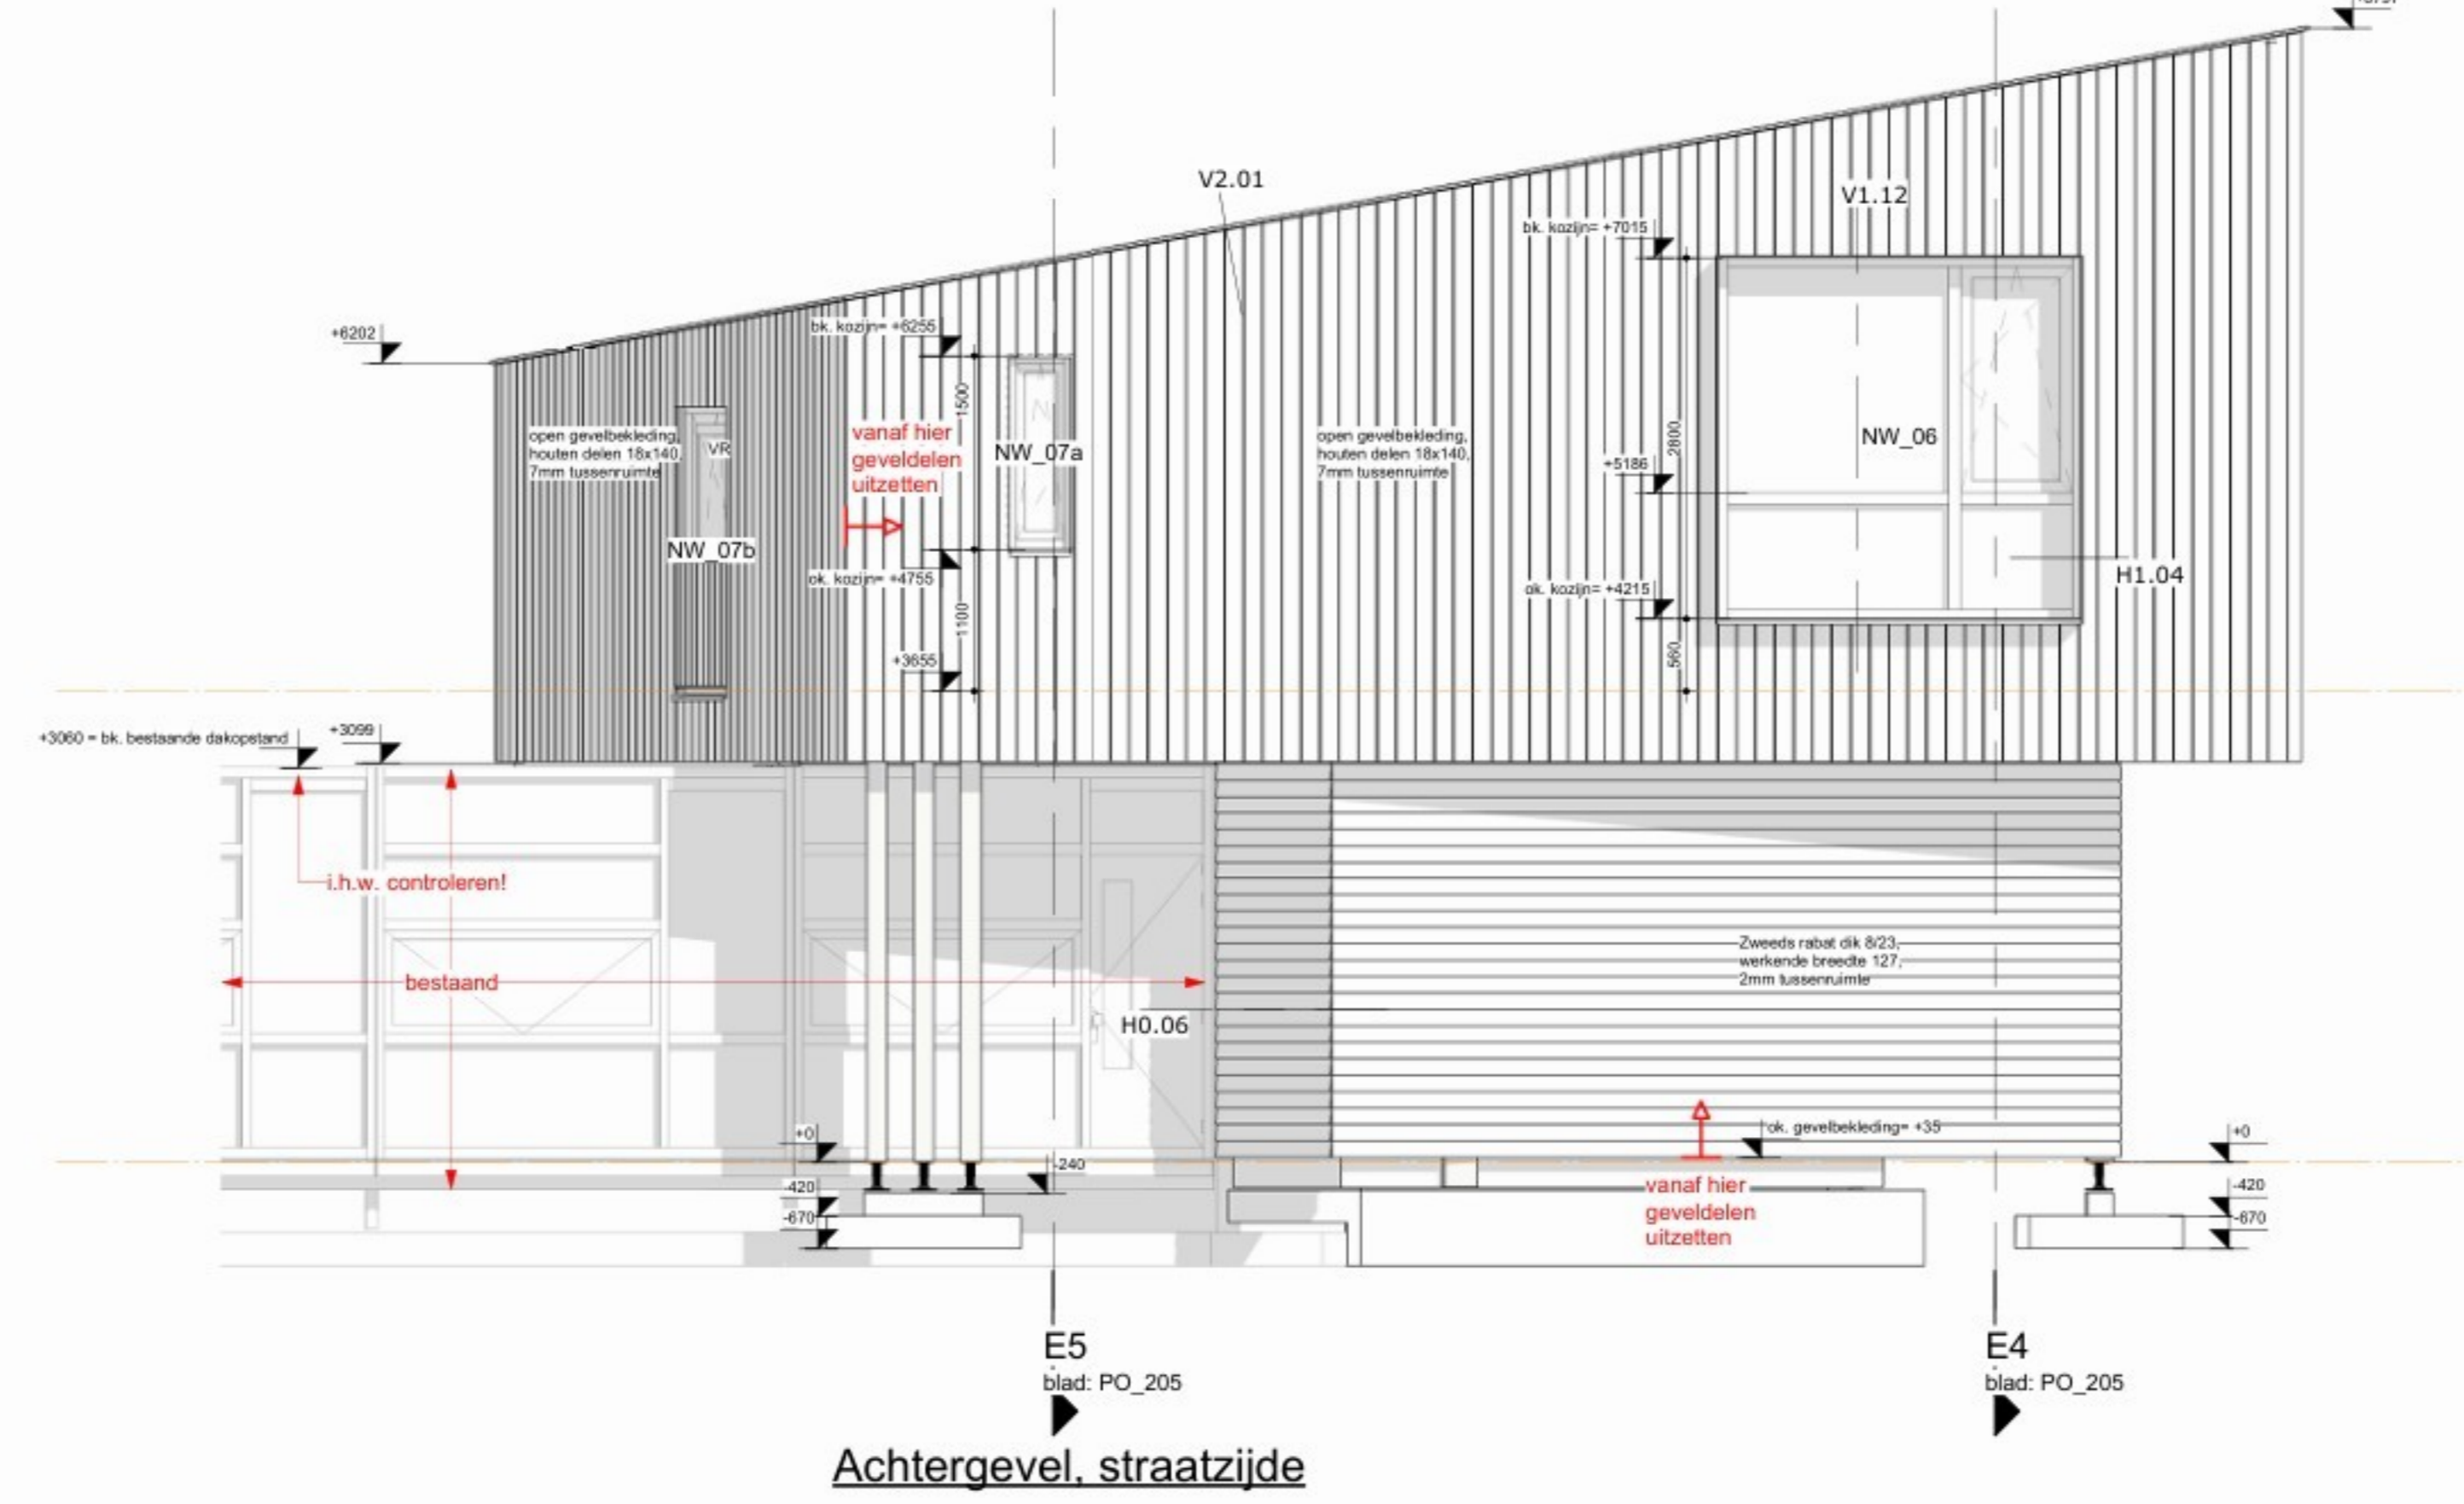 V2.01
V1.12
bk. kozijn= +7015
+6202
bk. kozijn= +6255
1500
open gevelbekleding,
houten delen 18x140,
7mm tussenruimte
VR
vanaf hier
geveldelen
uitzetten
NW_07a
open gevelbekleding,
houten delen 18x140,
7mm tussenruimte
2800
+5186
NW_06
NW_07b
ok. kozijn= +4755
1100
ok. kozijn= +4215
H1.04
+3655
560
+3060 = bk. bestaande dakopstand
+3099
i.h.w. controleren!
bestaand
H0.06
Zweeds rabat dik 8/23,
werkende breedte 127,
2mm tussenruimte
+0
ok. gevelbekleding= +35
+0
-240
-420
-670
vanaf hier
geveldelen
uitzetten
-420
-670
E5
blad: PO_205
E4
blad: PO_205
Achtergevel, straatzijde